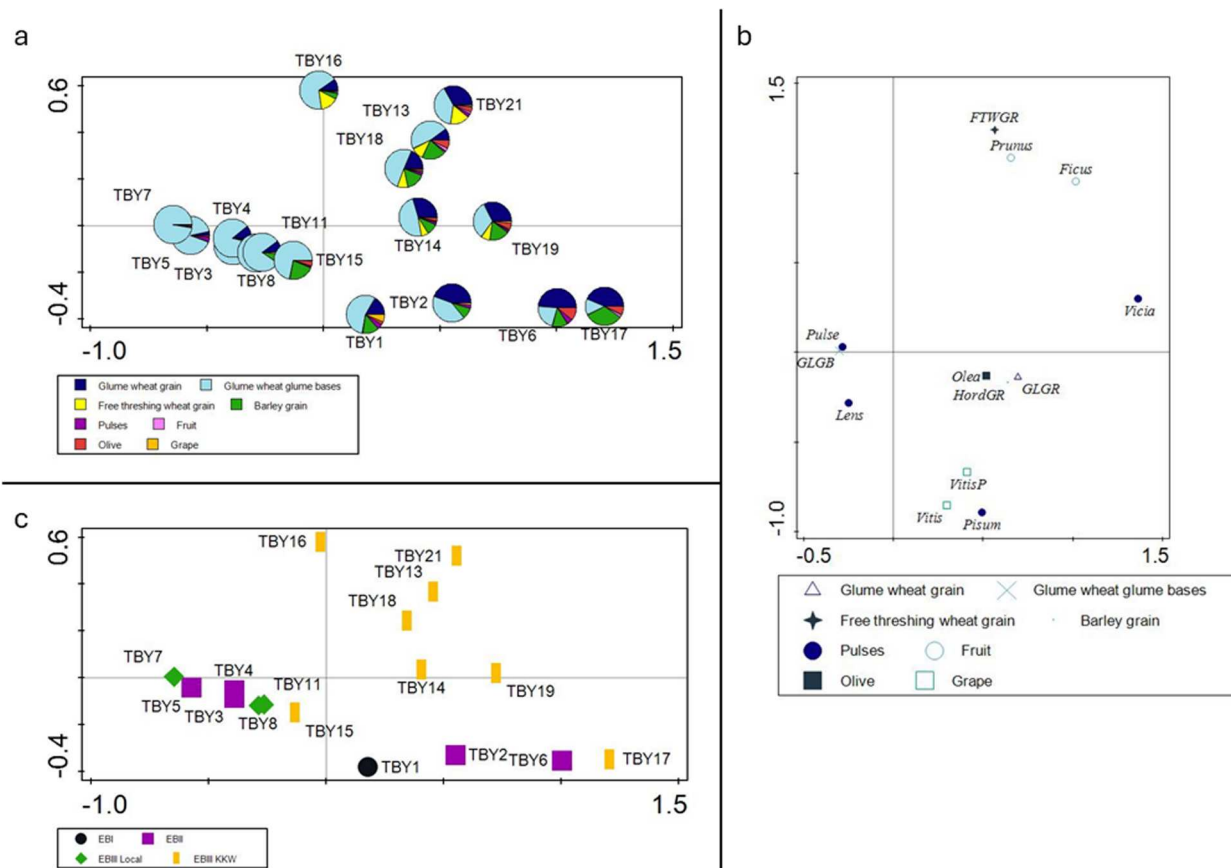 a
TBY16
0.6
TBY13
TBY21
TBY18
TBY7
TBY4
TBY11
TBY5
TBY3
TBY8
TBY15
TBY14
TBY19
TBY2
TBY1
TBY6
TBY17
-0.4
-1.0
1.5
Glume wheat grain
Glume wheat glume bases
Free threshing wheat grain
Barley grain
Pulses
Fruit
Olive
Grape
b
1.5
FTWGR
Prunus
Ficus
Vicia
Pulse
GLGB
Olea
GLGR
HordGR
Lens
VitisP
Vitis
Pisum
-1.0
-0.5
1.5
Glume wheat grain
Glume wheat glume bases
Free threshing wheat grain
Barley grain
Pulses
Fruit
Olive
Grape
c
0.6
TBY16
TBY21
TBY13
TBY18
TBY7
TBY4
TBY11
TBY5
TBY3
TBY8
TBY15
TBY14
TBY19
TBY1
TBY2
TBY6
TBY17
-0.4
-1.0
1.5
EBI
EBII
EBIII Local
EBIII KKW